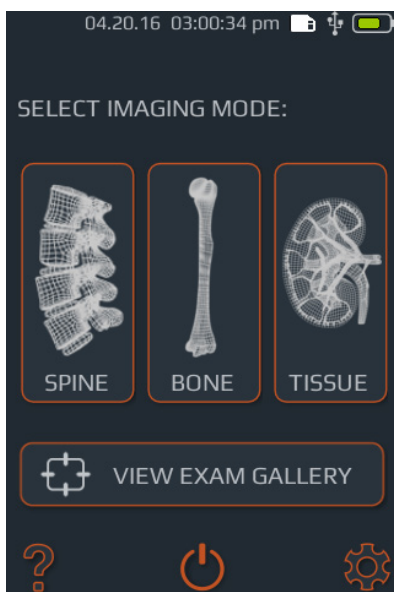 04.20.16 03:00:34 pm
SELECT IMAGING MODE:
SPINE BONE TISSUE
VIEW EXAM GALLERY
?